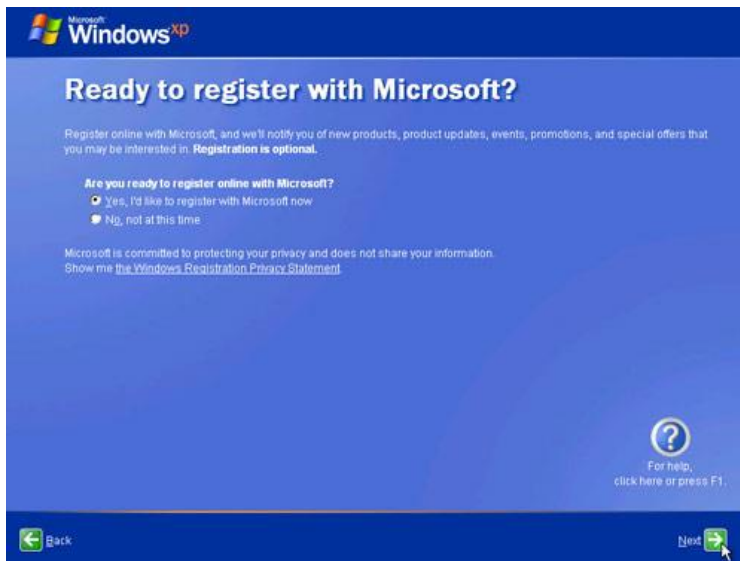 Microsoft
Windows xp
Ready to register with Microsoft?
Register online with Microsoft, and we'll notify you of new products, product updates, events, promotions, and special offers that
you may be interested in. Registration is optional.
Are you ready to register online with Microsoft?
Yes, I'd like to register with Microsoft now
No, not at this time
Microsoft is committed to protecting your privacy and does not share your information.
Show me the Windows Registration Privacy Statement
For help,
click here or press F1.
Back
Next